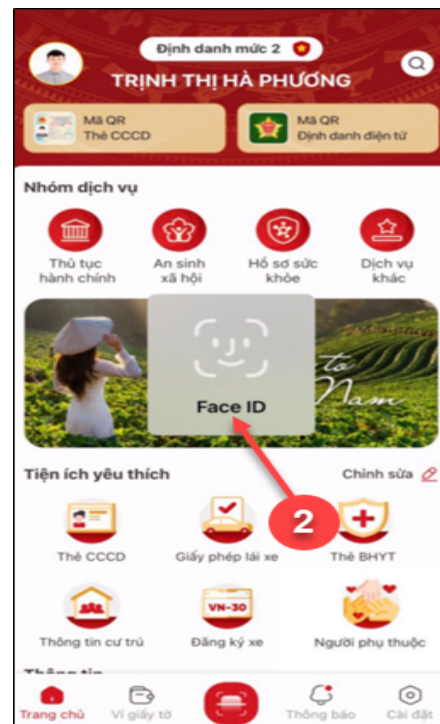 Định danh mức 2
TRỊNH THỊ HÀ PHƯƠNG
Mã QR
Thẻ CCCD
Mã QR
Định danh điện tử
Nhóm dịch vụ
Thủ tục
hành chính
An sinh
xã hội
Hồ sơ sức
khỏe
Dịch vụ
khác
to
Nam
Face ID
Tiện ích yêu thích
Chỉnh sửa
2
Thẻ CCCD
Giấy phép lái xe
Thẻ BHYT
VN-30
Thông tin cư trú
Đăng ký xe
Người phụ thuộc
Trang chủ
Ví giấy tờ
Thông báo
Cài đặt